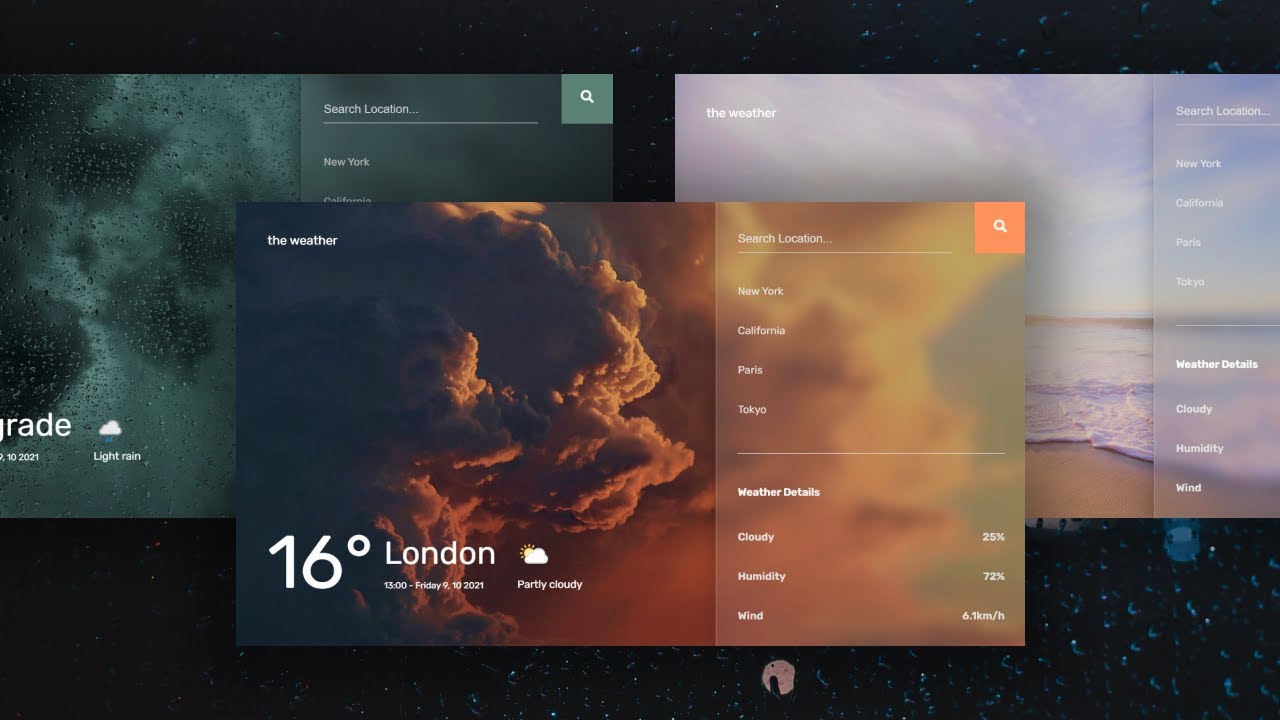 Search Location...
New York
California
grade
9, 10 2021
Light rain
the weather
Search Location...
New York
California
Paris
Tokyo
Weather Details
Cloudy
Humidity
Wind
the weather
Search Location...
New York
California
Paris
Tokyo
Weather Details
Cloudy 25%
Humidity 72%
Wind 6.1km/h
16° London
13:00 - Friday 9, 10 2021
Partly cloudy